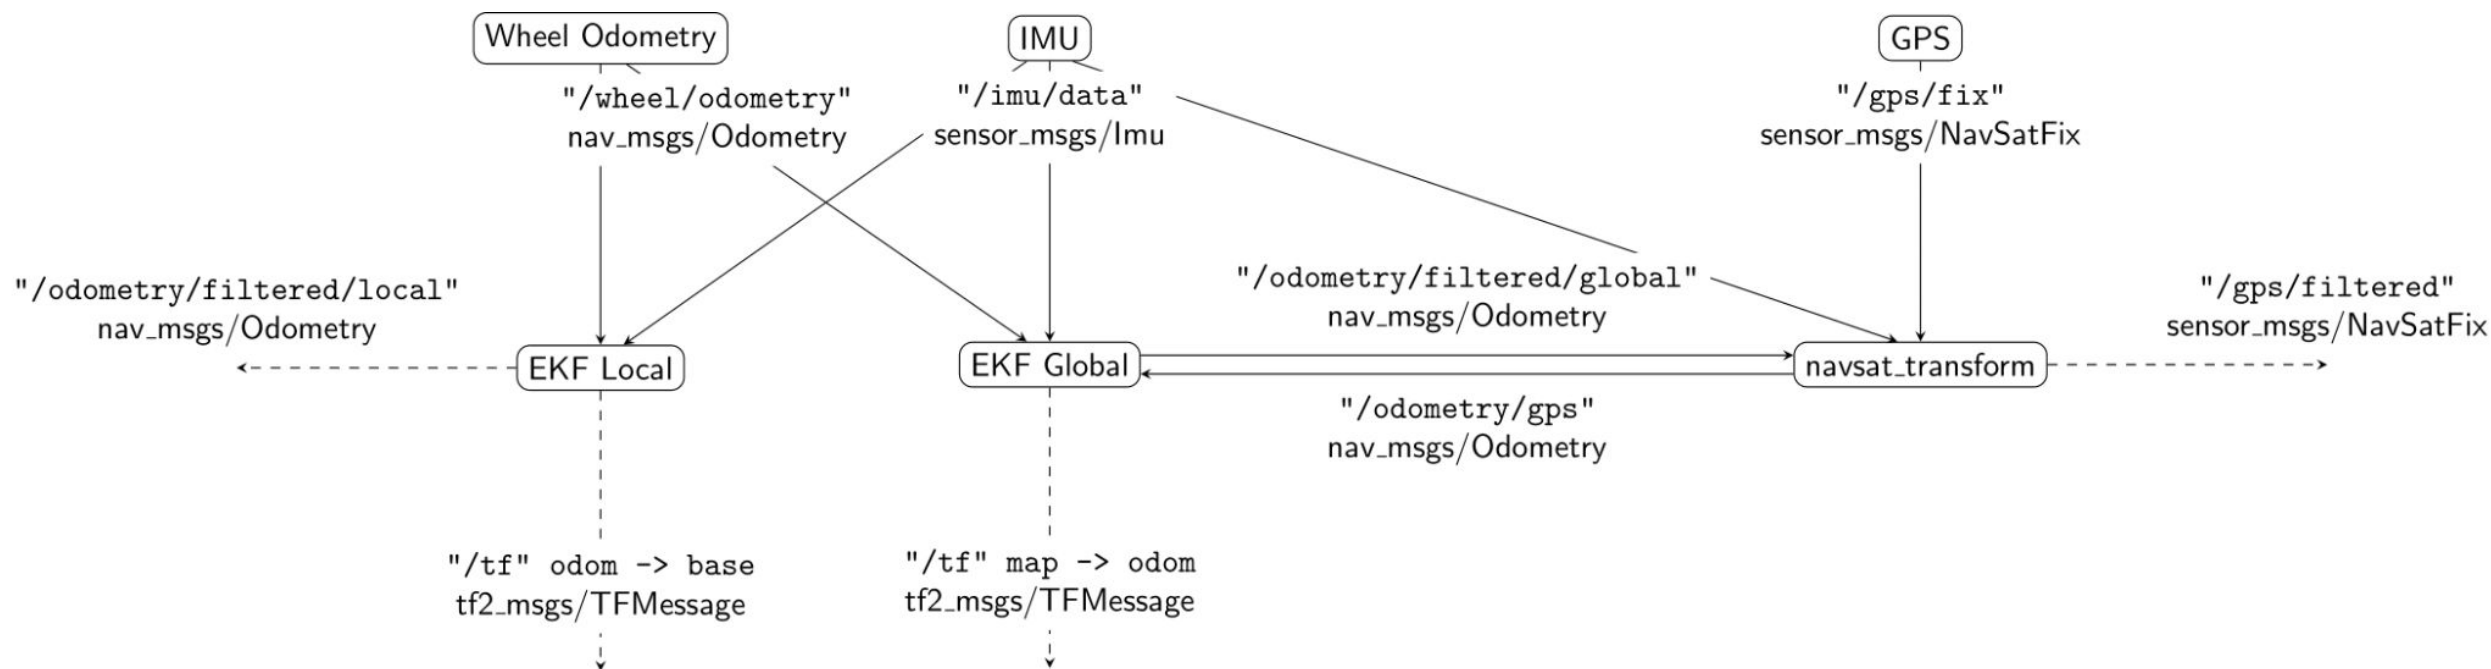 Wheel Odometry
IMU
GPS
"/wheel/odometry"
nav_msgs/Odometry
"/imu/data"
sensor_msgs/Imu
"/gps/fix"
sensor_msgs/NavSatFix
"/odometry/filtered/local"
nav_msgs/Odometry
"/odometry/filtered/global"
nav_msgs/Odometry
"/gps/filtered"
sensor_msgs/NavSatFix
EKF Local
EKF Global
navsat_transform
"/odometry/gps"
nav_msgs/Odometry
"/tf" odom -> base
tf2_msgs/TFMessage
"/tf" map -> odom
tf2_msgs/TFMessage